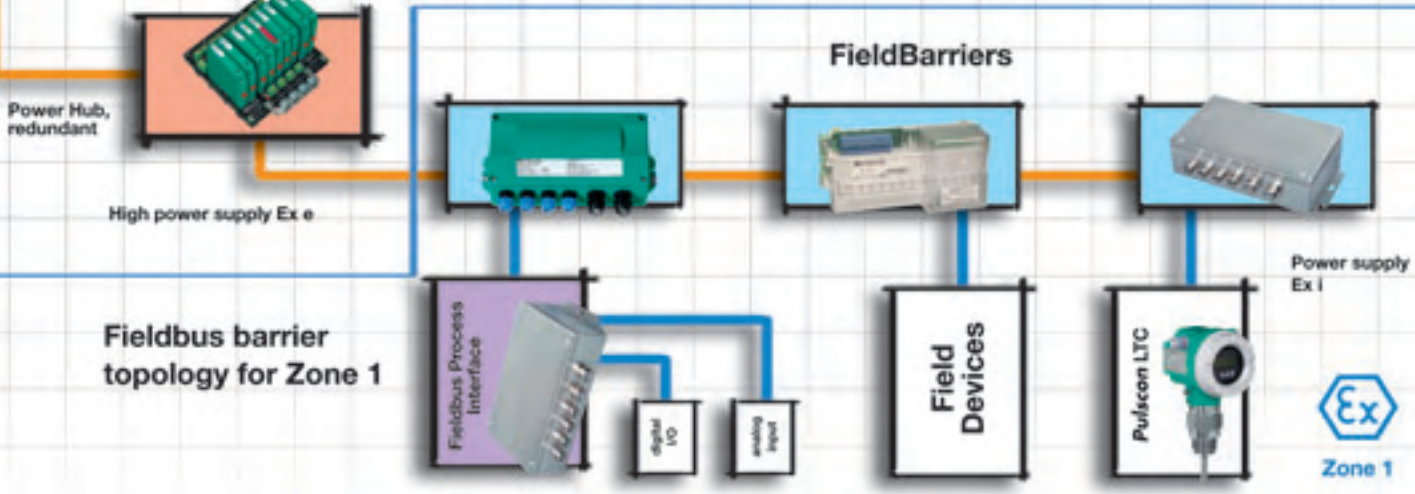 FieldBarriers
Power Hub,
redundant
High power supply Ex e
Power supply
Ex i
Fieldbus barrier
topology for Zone 1
Fieldbus Process
Interface
digital
I/O
analog
input
Field
Devices
Pulscon LTC
Ex
Zone 1